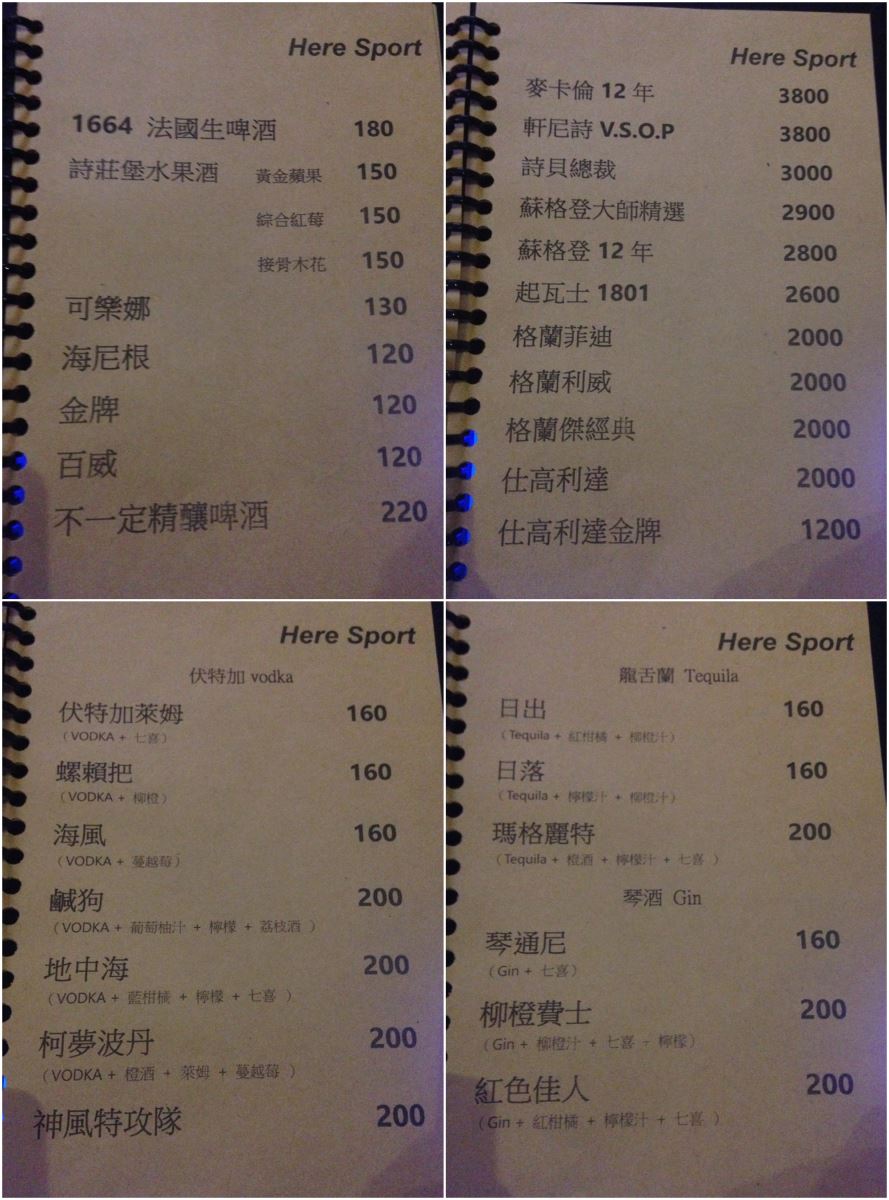 Here Sport
1664 法國生啤酒 180
詩莊堡水果酒 黃金蘋果 150
綜合紅莓 150
接骨木花 150
可樂娜 130
海尼根 120
金牌 120
百威 120
不一定精釀啤酒 220
Here Sport
麥卡倫 12 年 3800
軒尼詩 V.S.O.P 3800
詩貝總裁 3000
蘇格登大師精選 2900
蘇格登 12 年 2800
起瓦士 1801 2600
格蘭菲迪 2000
格蘭利威 2000
格蘭傑經典 2000
仕高利達 2000
仕高利達金牌 1200
Here Sport
伏特加 vodka
伏特加萊姆 160
(VODKA + 七喜)
螺賴把 160
(VODKA + 柳橙)
海風 160
(VODKA + 蔓越莓)
鹹狗 200
(VODKA + 葡萄柚汁 + 檸檬 + 荔枝酒 )
地中海 200
(VODKA + 藍柑橘 + 檸檬 + 七喜 )
柯夢波丹 200
(VODKA + 橙酒 + 萊姆 + 蔓越莓 )
神風特攻隊 200
Here Sport
龍舌蘭 Tequila
日出 160
(Tequila + 紅柑橘 + 柳橙汁)
日落 160
(Tequila + 檸檬汁 + 柳橙汁)
瑪格麗特 200
(Tequila + 橙酒 + 檸檬汁 + 七喜 )
琴酒 Gin
琴通尼 160
(Gin + 七喜)
柳橙費士 200
(Gin + 柳橙汁 + 七喜 + 檸檬)
紅色佳人 200
(Gin + 紅柑橘 + 檸檬汁 + 七喜 )